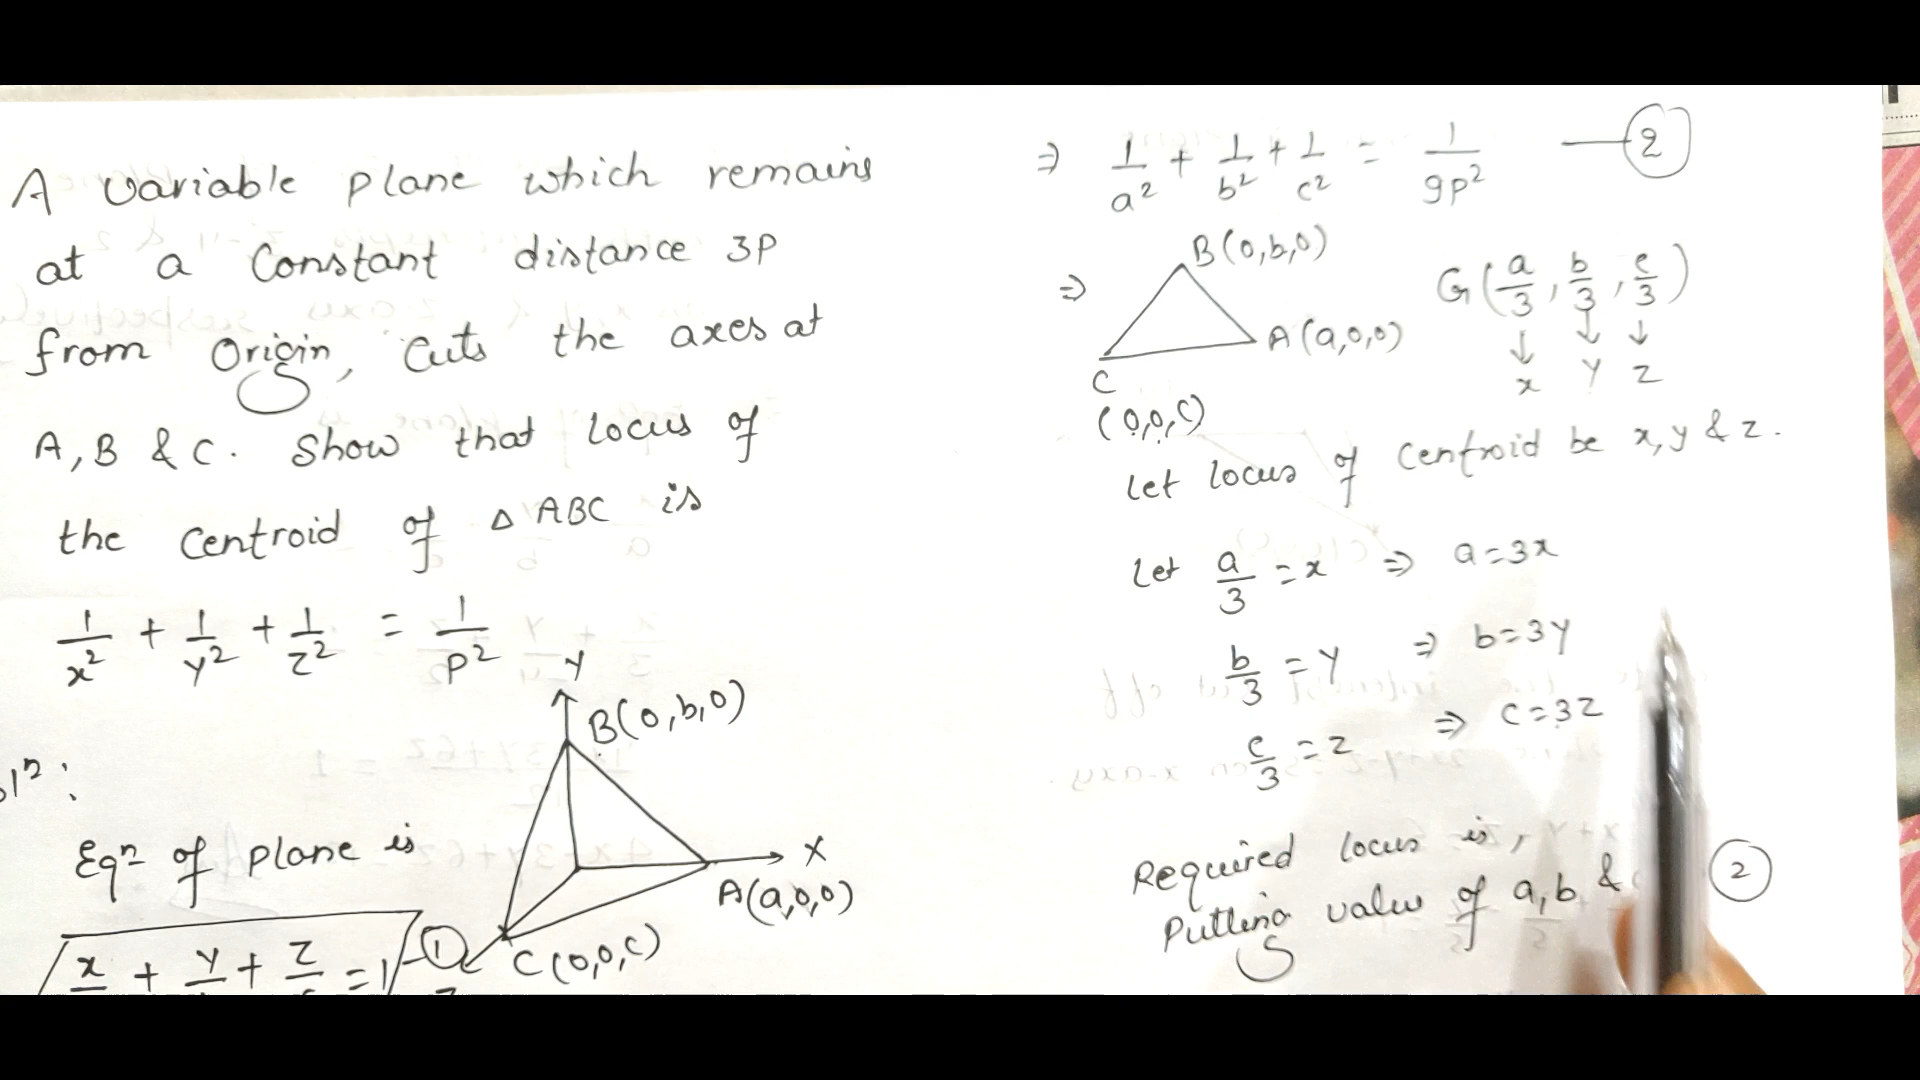 A variable plane which remains
at a constant distance 3P
from origin, cuts the axes at
A, B & C. Show that locus of
the centroid of △ ABC is
1/x² + 1/y² + 1/z² = 1/P²
Y
B(0,b,0)
X
A(a,0,0)
C(0,0,c)
Eqⁿ of plane is
x + y + z = 1 - ①
⇒ 1/a² + 1/b² + 1/c² = 1/9p² — ②
⇒ B(0,b,0)
A(a,0,0)
C
(0,0,c)
G(a/3, b/3, c/3)
↓ ↓ ↓
x y z
Let locus of centroid be x, y & z.
Let a/3 = x ⇒ a=3x
b/3 = y ⇒ b=3y
c/3 = z ⇒ c=3z
Required locus is,
Putting value of a, b & ②